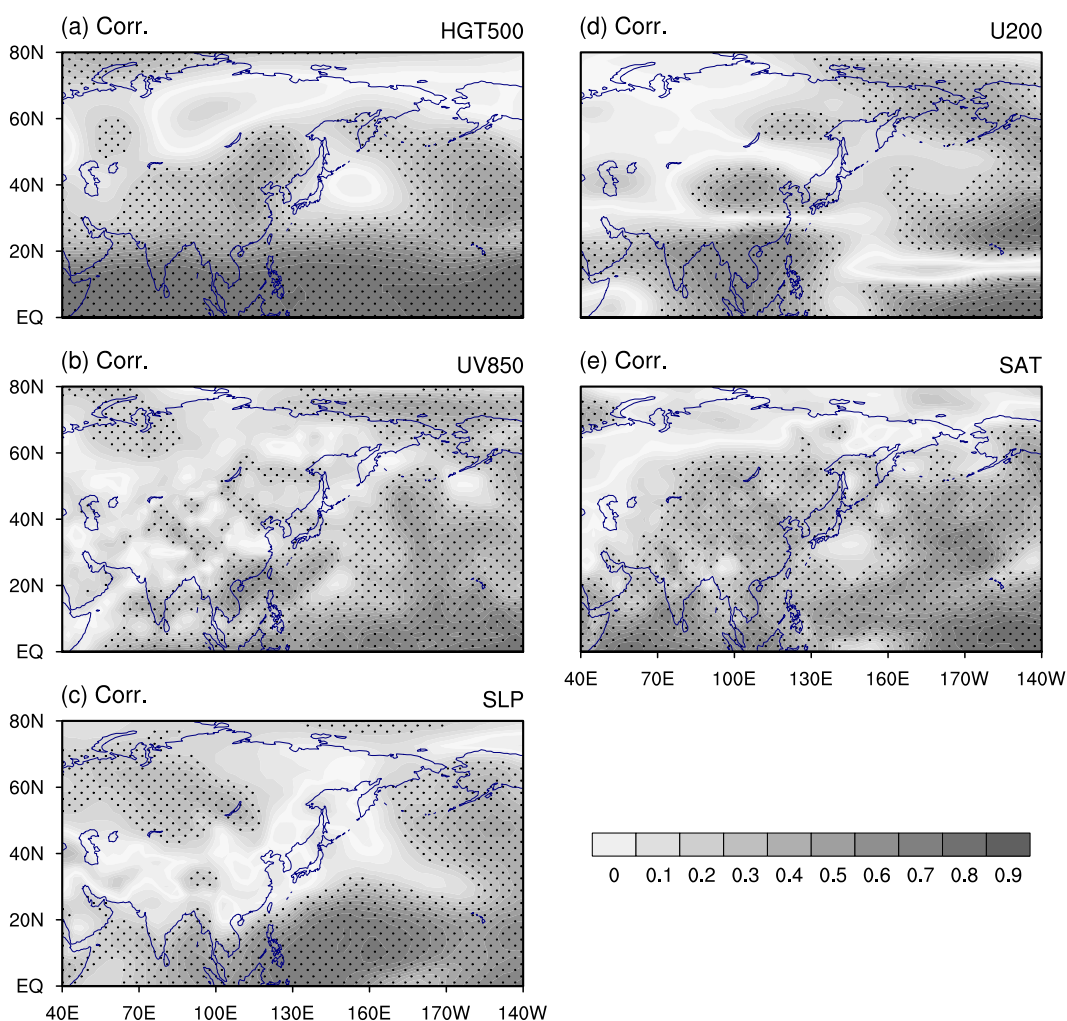 (a) Corr. HGT500
80N
60N
40N
20N
EQ
(b) Corr. UV850
80N
60N
40N
20N
EQ
(c) Corr. SLP
80N
60N
40N
20N
EQ
40E 70E 100E 130E 160E 170W 140W
(d) Corr. U200
(e) Corr. SAT
40E 70E 100E 130E 160E 170W 140W
0 0.1 0.2 0.3 0.4 0.5 0.6 0.7 0.8 0.9